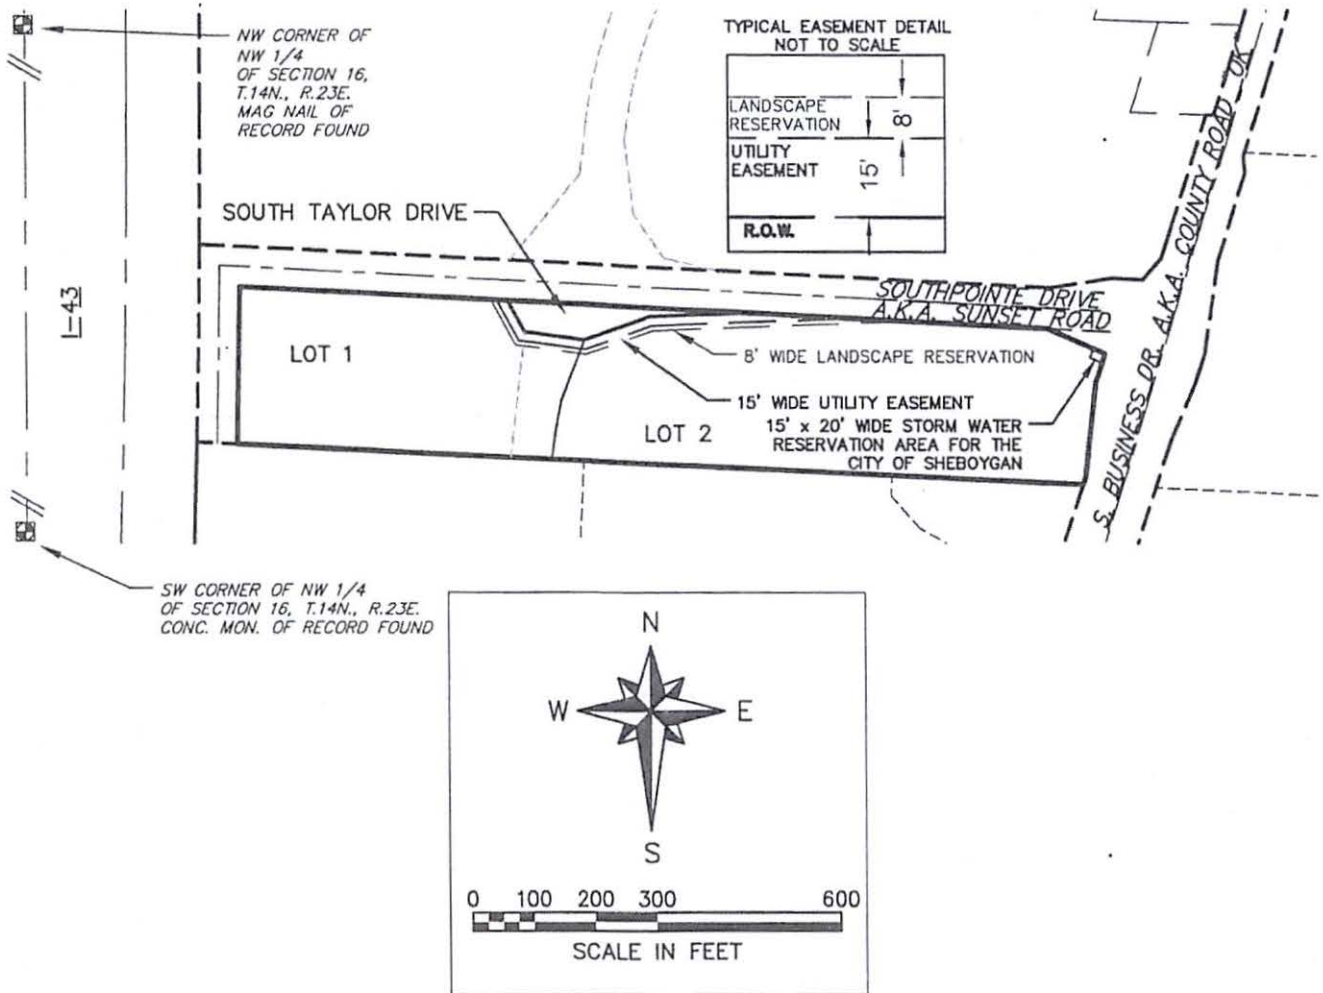 NW CORNER OF
NW 1/4
OF SECTION 16,
T.14N., R.23E.
MAG NAIL OF
RECORD FOUND
TYPICAL EASEMENT DETAIL
NOT TO SCALE
LANDSCAPE
RESERVATION
8'
UTILITY
EASEMENT
15'
R.O.W.
SOUTH TAYLOR DRIVE
I-43
SOUTHPOINTE DRIVE
A.K.A. SUNSET ROAD
S. BUSINESS DR. A.K.A. COUNTY ROAD OK
LOT 1
8' WIDE LANDSCAPE RESERVATION
15' WIDE UTILITY EASEMENT
LOT 2
15' x 20' WIDE STORM WATER
RESERVATION AREA FOR THE
CITY OF SHEBOYGAN
SW CORNER OF NW 1/4
OF SECTION 16, T.14N., R.23E.
CONC. MON. OF RECORD FOUND
N
W E
S
0 100 200 300 600
SCALE IN FEET